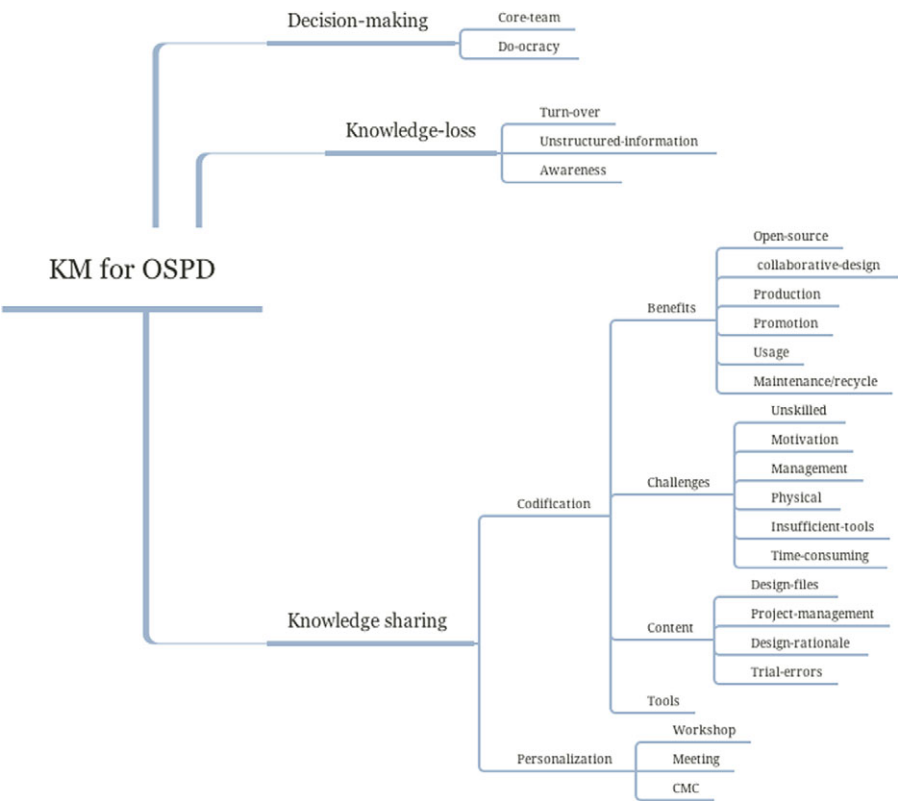 Decision-making
Core-team
Do-ocracy
Knowledge-loss
Turn-over
Unstructured-information
Awareness
KM for OSPD
Knowledge sharing
Codification
Benefits
Open-source
collaborative-design
Production
Promotion
Usage
Maintenance/recycle
Challenges
Unskilled
Motivation
Management
Physical
Insufficient-tools
Time-consuming
Content
Design-files
Project-management
Design-rationale
Trial-errors
Tools
Personalization
Workshop
Meeting
CMC